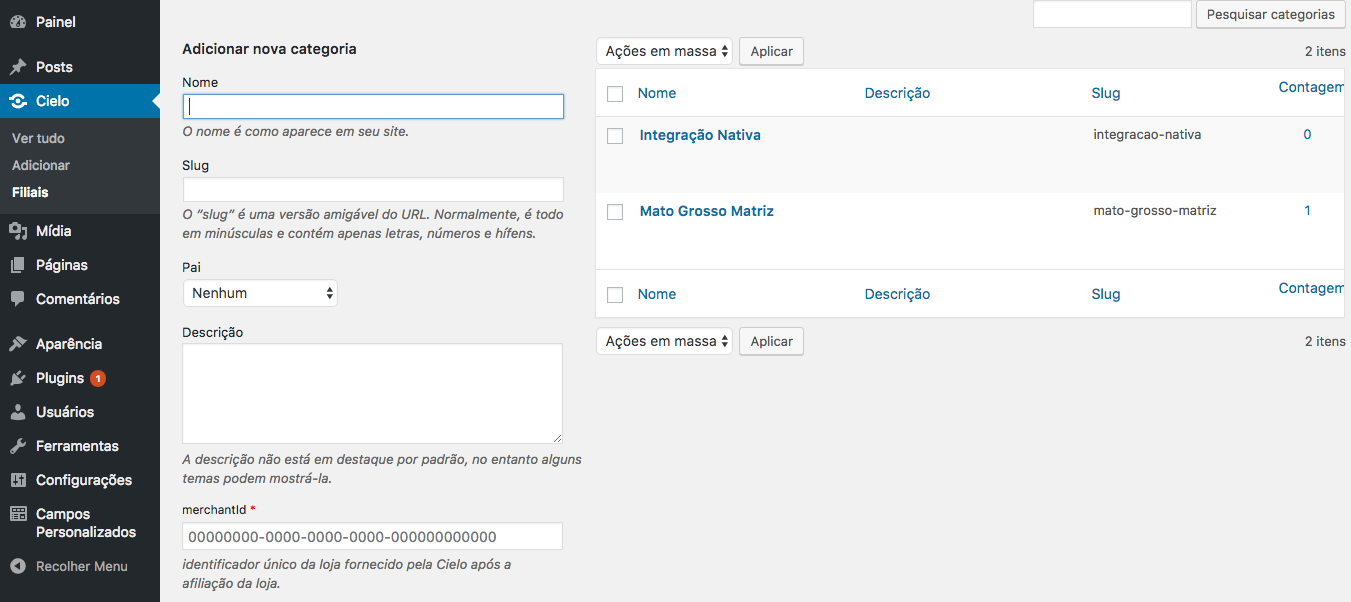 Painel
Posts
Cielo
Ver tudo
Adicionar
Filiais
Mídia
Páginas
Comentários
Aparência
Plugins 1
Usuários
Ferramentas
Configurações
Campos
Personalizados
Recolher Menu
Adicionar nova categoria
Nome
O nome é como aparece em seu site.
Slug
O “slug” é uma versão amigável do URL. Normalmente, é todo
em minúsculas e contém apenas letras, números e hífens.
Pai
Nenhum
Descrição
A descrição não está em destaque por padrão, no entanto alguns
temas podem mostrá-la.
merchantId *
00000000-0000-0000-0000-000000000000
identificador único da loja fornecido pela Cielo após a
afiliação da loja.
Pesquisar categorias
Ações em massa Aplicar 2 itens
Nome Descrição Slug Contagem
Integração Nativa integracao-nativa 0
Mato Grosso Matriz mato-grosso-matriz 1
Nome Descrição Slug Contagem
Ações em massa Aplicar 2 itens